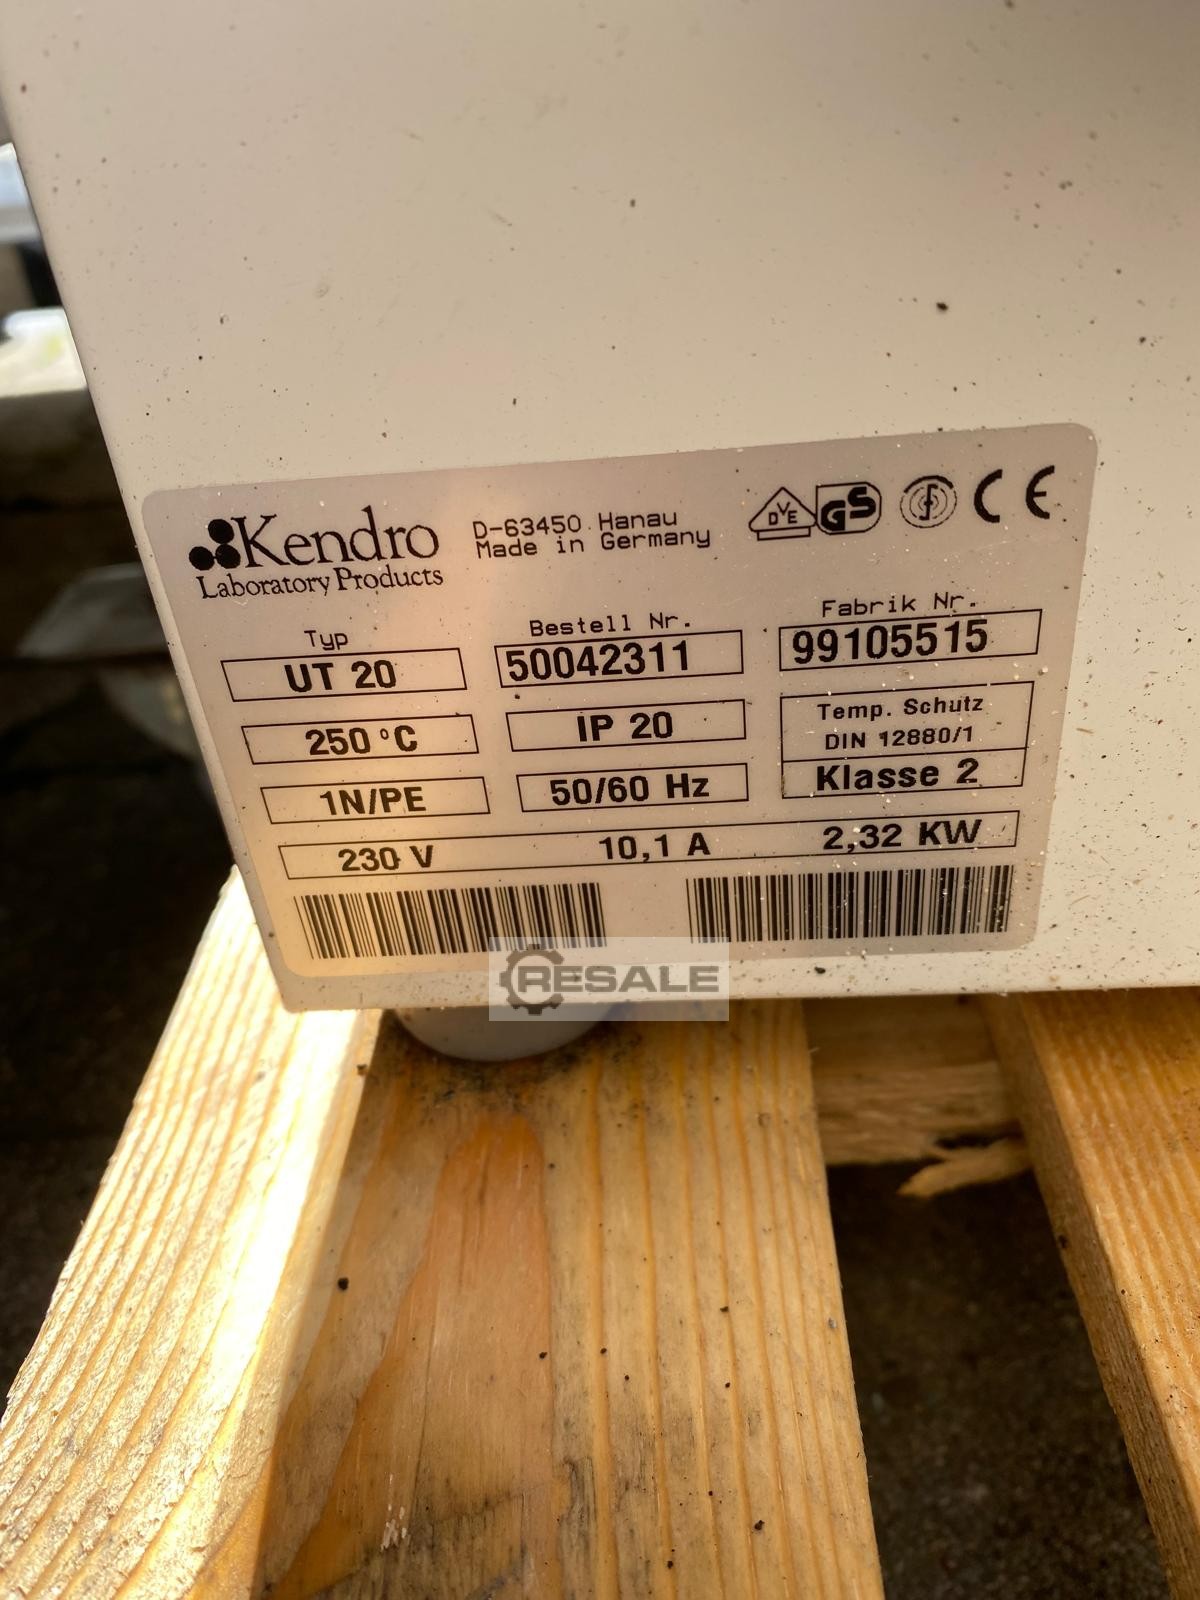 Kendro
Laboratory Products
D-63450 Hanau
Made in Germany
DVE GS CE
Typ
UT 20
Bestell Nr.
50042311
Fabrik Nr.
99105515
250 °C
IP 20
Temp. Schutz
DIN 12880/1
Klasse 2
1N/PE
50/60 Hz
230 V 10,1 A 2,32 KW
RESALE